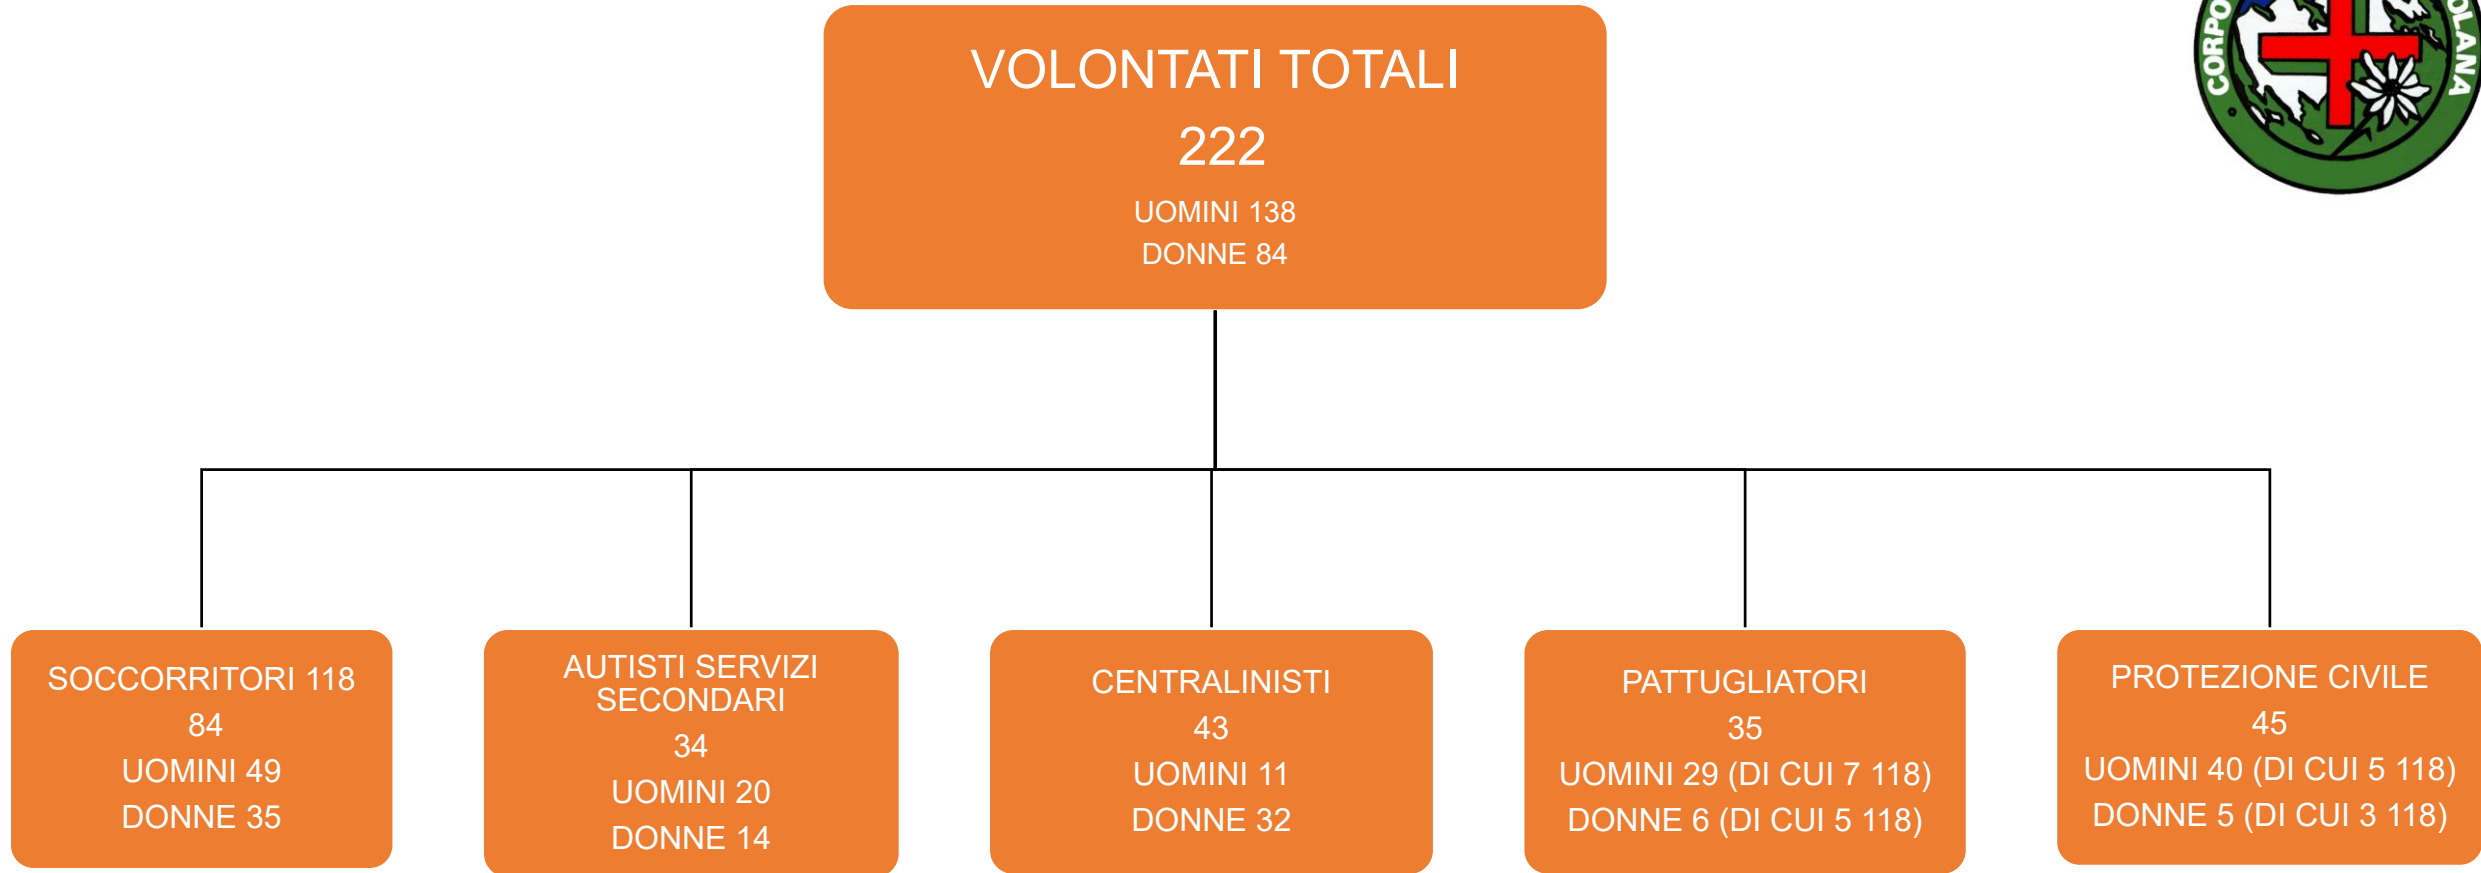 VOLONTATI TOTALI
222
UOMINI 138
DONNE 84
SOCCORRITORI 118
84
UOMINI 49
DONNE 35
AUTISTI SERVIZI
SECONDARI
34
UOMINI 20
DONNE 14
CENTRALINISTI
43
UOMINI 11
DONNE 32
PATTUGLIATORI
35
UOMINI 29 (DI CUI 7 118)
DONNE 6 (DI CUI 5 118)
PROTEZIONE CIVILE
45
UOMINI 40 (DI CUI 5 118)
DONNE 5 (DI CUI 3 118)